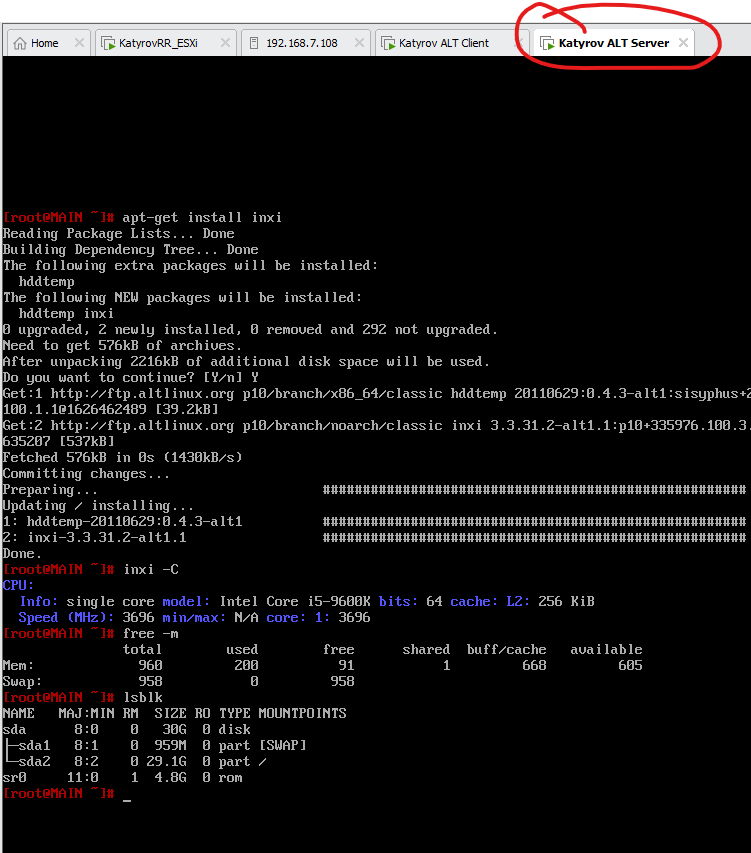 Home KatyrovRR_ESXi 192.168.7.108 Katyrov ALT Client Katyrov ALT Server
[root@MAIN ~]# apt-get install inxi
Reading Package Lists... Done
Building Dependency Tree... Done
The following extra packages will be installed:
  hddtemp
The following NEW packages will be installed:
  hddtemp inxi
0 upgraded, 2 newly installed, 0 removed and 292 not upgraded.
Need to get 576kB of archives.
After unpacking 2216kB of additional disk space will be used.
Do you want to continue? [Y/n] Y
Get:1 http://ftp.altlinux.org p10/branch/x86_64/classic hddtemp 20110629:0.4.3-alt1:sisyphus+2
100.1.1@1626462489 [39.2kB]
Get:2 http://ftp.altlinux.org p10/branch/noarch/classic inxi 3.3.31.2-alt1.1:p10+335976.100.3.
635207 [537kB]
Fetched 576kB in 0s (1430kB/s)
Committing changes...
Preparing... #####################################################
Updating / installing...
1: hddtemp-20110629:0.4.3-alt1 #####################################################
2: inxi-3.3.31.2-alt1.1 #####################################################
Done.
[root@MAIN ~]# inxi -C
CPU:
  Info: single core model: Intel Core i5-9600K bits: 64 cache: L2: 256 KiB
  Speed (MHz): 3696 min/max: N/A core: 1: 3696
[root@MAIN ~]# free -m
               total        used        free      shared  buff/cache   available
Mem:             960         200          91           1         668         605
Swap:            958           0         958
[root@MAIN ~]# lsblk
NAME   MAJ:MIN RM  SIZE RO TYPE MOUNTPOINTS
sda      8:0    0   30G  0 disk
├─sda1   8:1    0  959M  0 part [SWAP]
└─sda2   8:2    0 29.1G  0 part /
sr0     11:0    1  4.8G  0 rom
[root@MAIN ~]# _